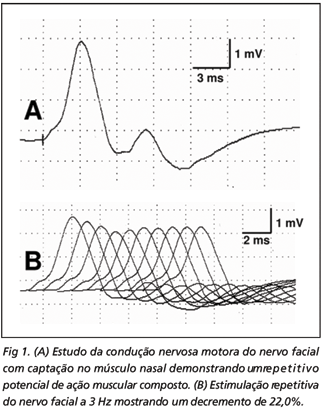 1 mV
3 ms
A
1 mV
2 ms
B
Fig 1. (A) Estudo da condução nervosa motora do nervo facial
com captação no músculo nasal demonstrando um repetitivo
potencial de ação muscular composto. (B) Estimulação repetitiva
do nervo facial a 3 Hz mostrando um decremento de 22,0%.